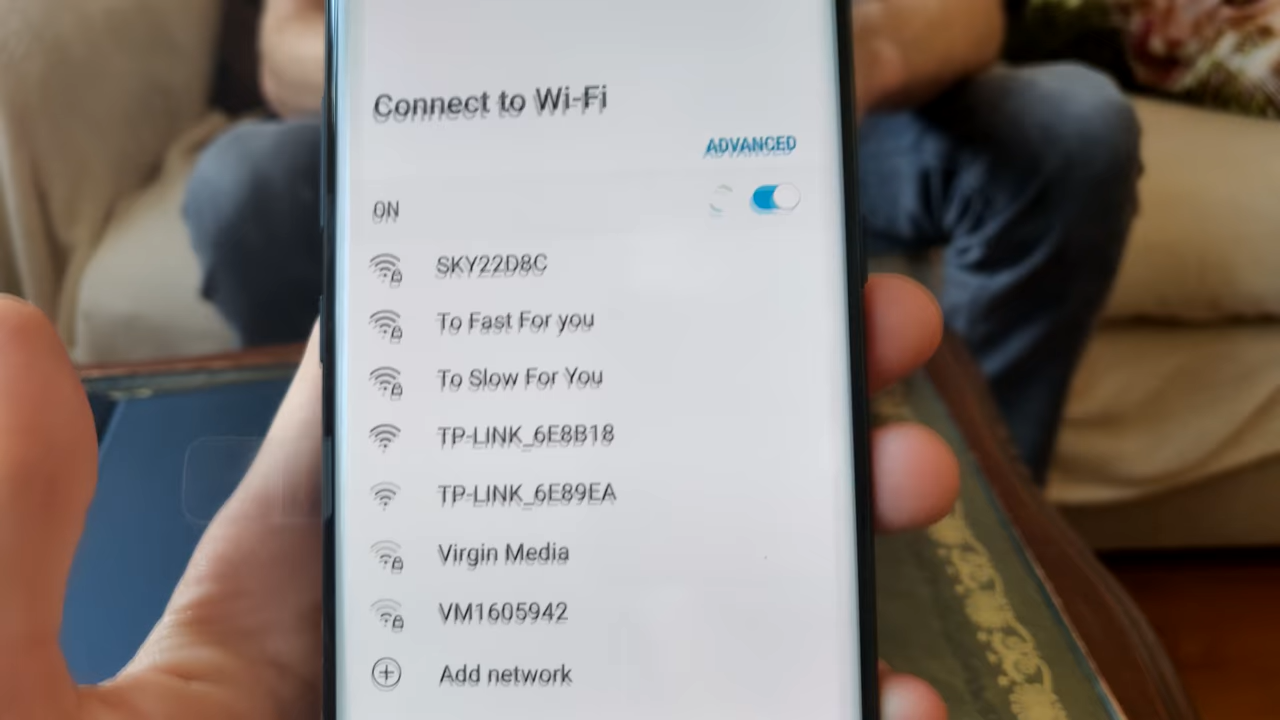 Connect to Wi-Fi
ADVANCED
ON
SKY22D8C
To Fast For you
To Slow For You
TP-LINK_6E8B18
TP-LINK_6E89EA
Virgin Media
VM1605942
Add network